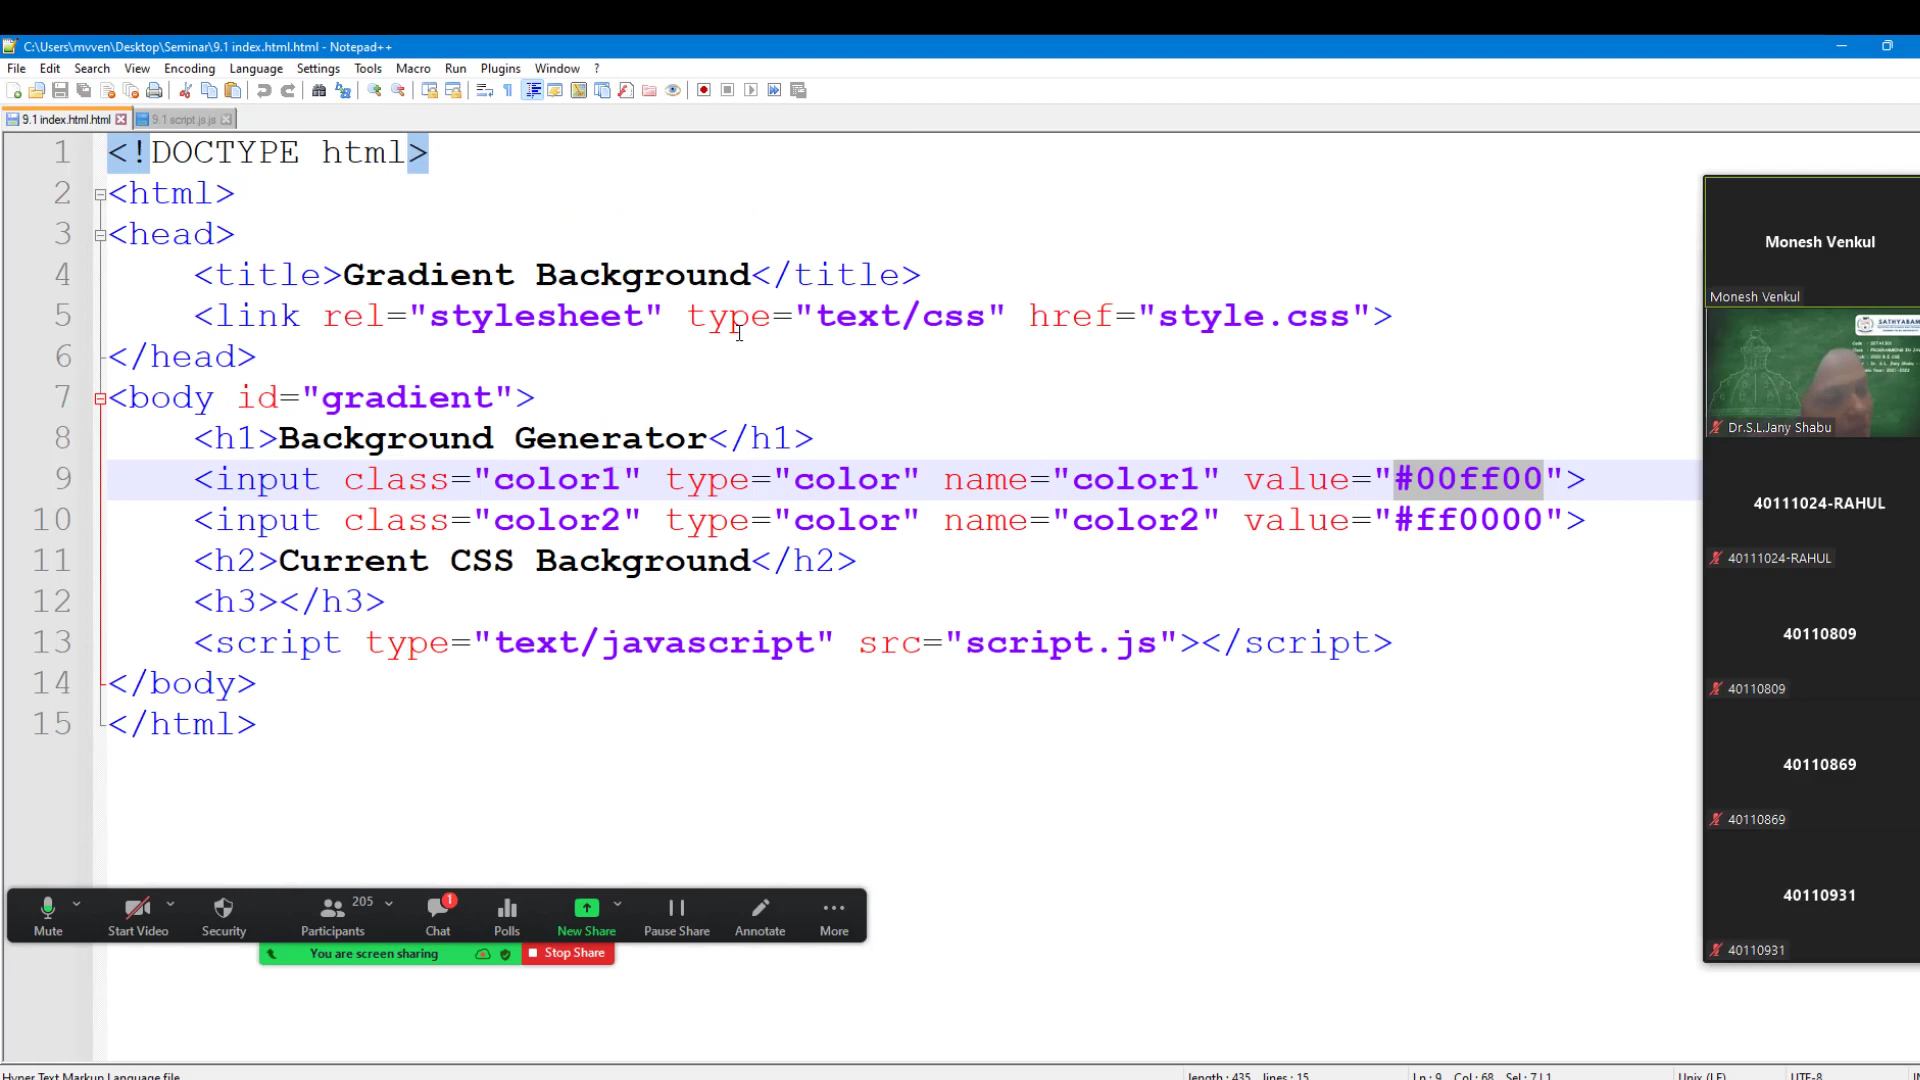 C:\Users\mvven\Desktop\Seminar\9.1 index.html.html - Notepad++
File Edit Search View Encoding Language Settings Tools Macro Run Plugins Window ?
9.1 index.html.html 9.1 script.js.js
1 <!DOCTYPE html>
2 <html>
3 <head>
4 <title>Gradient Background</title>
5 <link rel="stylesheet" type="text/css" href="style.css">
6 </head>
7 <body id="gradient">
8 <h1>Background Generator</h1>
9 <input class="color1" type="color" name="color1" value="#00ff00">
10 <input class="color2" type="color" name="color2" value="#ff0000">
11 <h2>Current CSS Background</h2>
12 <h3></h3>
13 <script type="text/javascript" src="script.js"></script>
14 </body>
15 </html>
Monesh Venkul
Monesh Venkul
Dr.S.L.Jany Shabu
40111024-RAHUL
40111024-RAHUL
40110809
40110809
40110869
40110869
40110931
40110931
205 1
Mute Start Video Security Participants Chat Polls New Share Pause Share Annotate More
You are screen sharing Stop Share
Hyper Text Markup Language file length : 435 lines : 15 Ln : 9 Col : 68 Sel : 7 | 1 Unix (LF) UTF-8